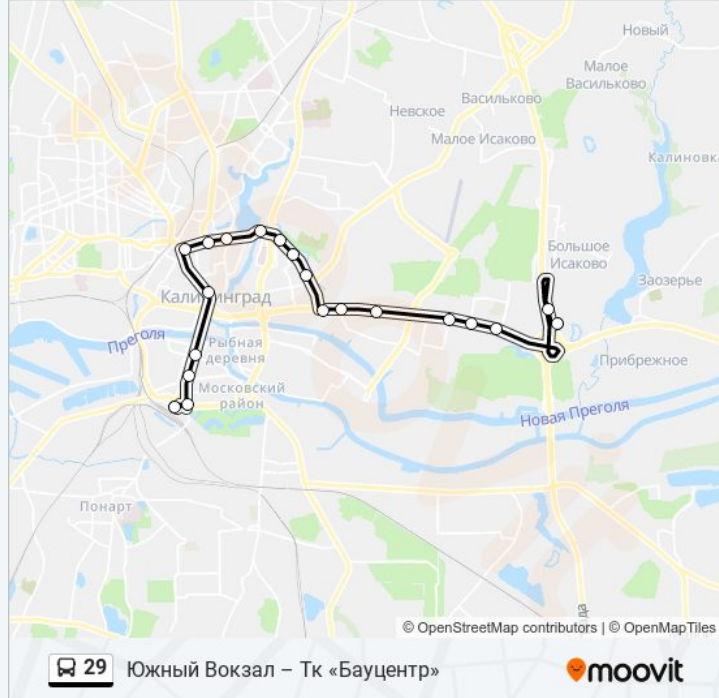 Новый
Малое
Васильково
Васильково
Невское
Малое Исаково
Калиновка
Большое
Исаково
Заозерье
Калининград
Преголя
Рыбная
деревня
Прибрежное
Московский
район
Новая Преголя
Понарт
© OpenStreetMap contributors | © OpenMapTiles
29
Южный Вокзал – Тк «Бауцентр»
moovit